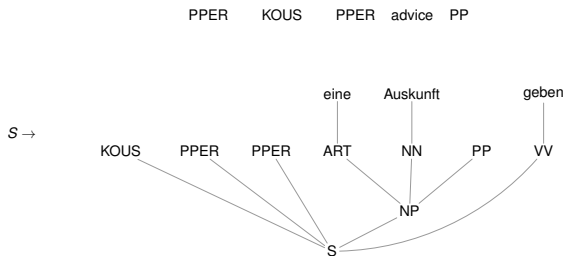 PPER KOUS PPER advice PP
eine Auskunft geben
S → KOUS PPER PPER ART NN PP VV
NP
S